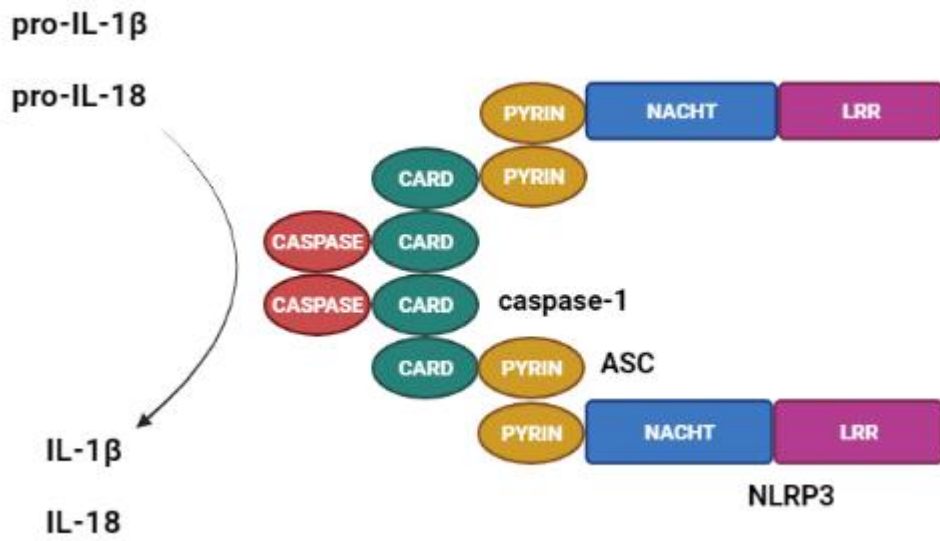 pro-IL-1β
pro-IL-18
PYRIN NACHT LRR
CARD PYRIN
CASPASE CARD
CASPASE CARD caspase-1
CARD PYRIN ASC
PYRIN NACHT LRR
IL-1β
NLRP3
IL-18